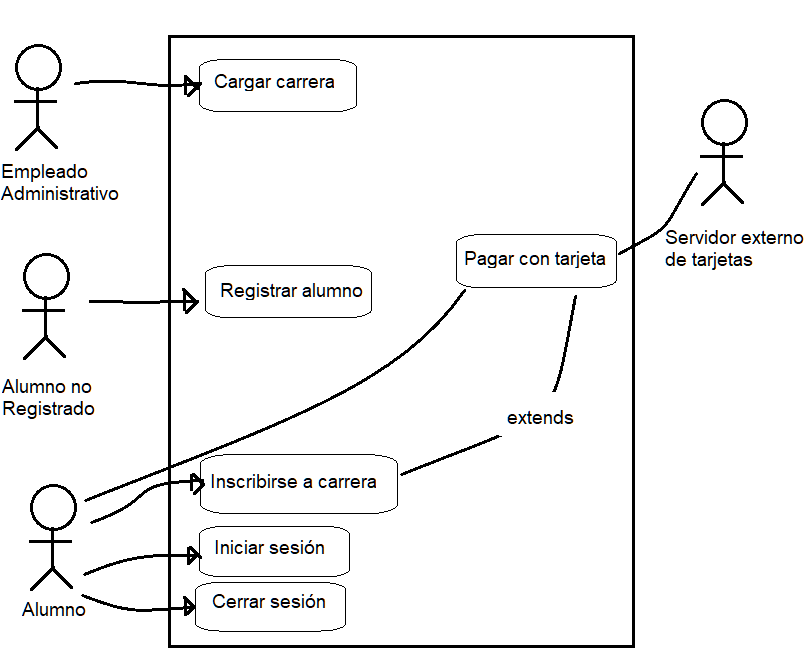 Cargar carrera
Empleado
Administrativo
Servidor externo
de tarjetas
Pagar con tarjeta
Registrar alumno
Alumno no
Registrado
extends
Inscribirse a carrera
Iniciar sesión
Cerrar sesión
Alumno